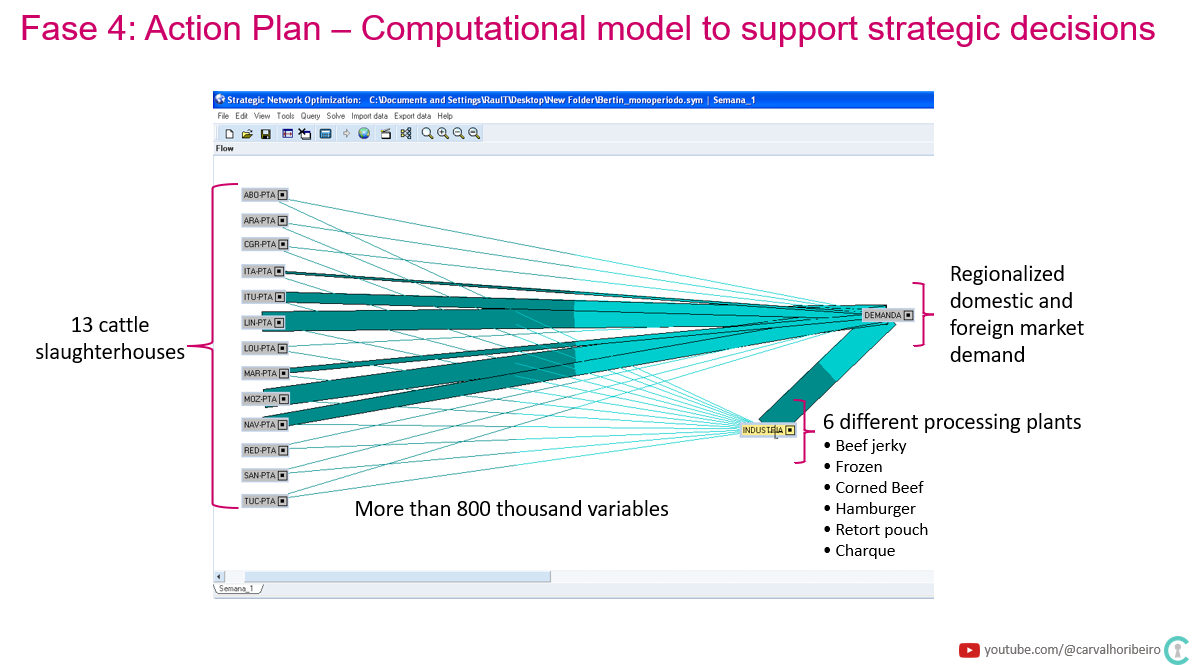 Fase 4: Action Plan – Computational model to support strategic decisions
Strategic Network Optimization: C:\Documents and Settings\RaulT\Desktop\New Folder\Bertin_monoperiodo.sym | Semana_1
File Edit View Tools Query Solve Import data Export data Help
Flow
ABO-PTA
ARA-PTA
CGR-PTA
ITA-PTA
ITU-PTA
LIN-PTA
LOU-PTA
MAR-PTA
MOZ-PTA
NAV-PTA
RED-PTA
SAN-PTA
TUC-PTA
13 cattle
slaughterhouses
DEMANDA
Regionalized
domestic and
foreign market
demand
INDUSTRIA
6 different processing plants
• Beef jerky
• Frozen
• Corned Beef
• Hamburger
• Retort pouch
• Charque
More than 800 thousand variables
Semana_1
youtube.com/@carvalhoribeiro